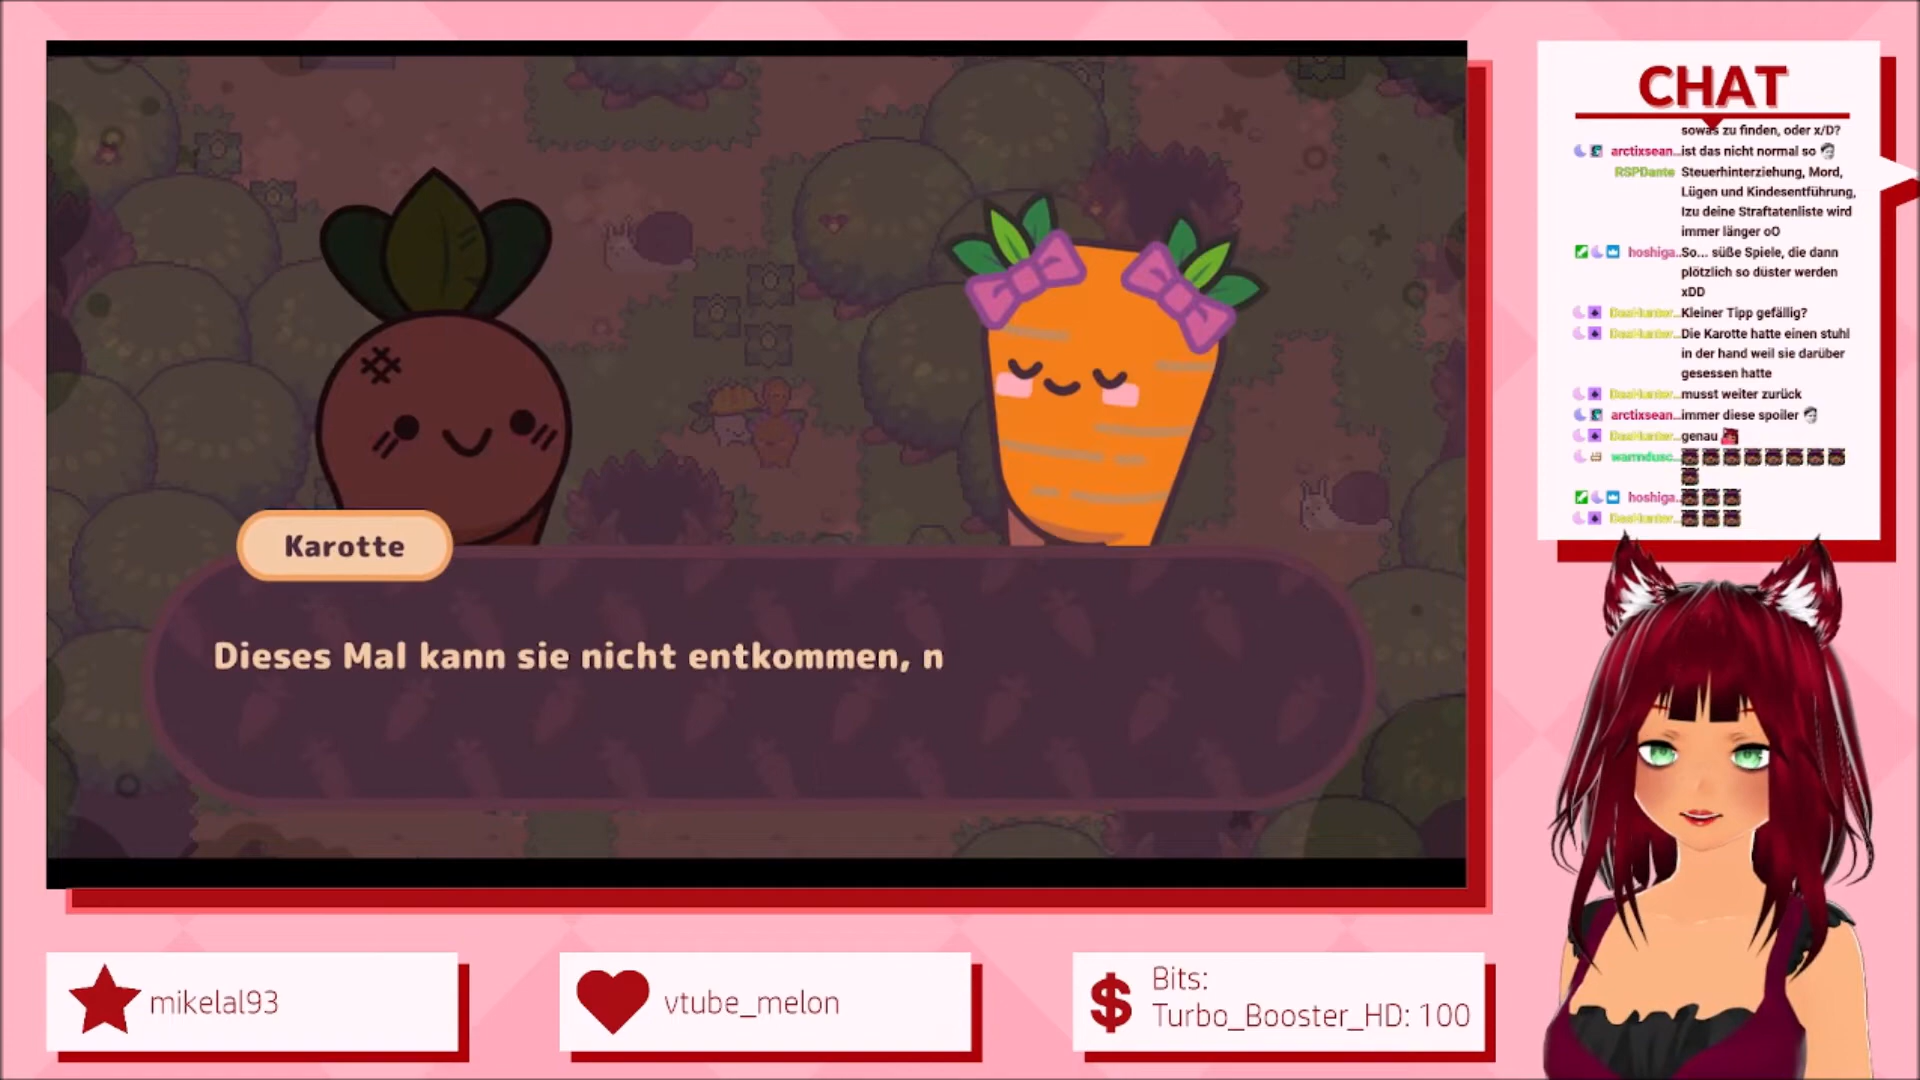 CHAT
sowas zu finden, oder x/D?
arctixsean...ist das nicht normal so
RSPDante Steuerhinterziehung, Mord,
Lügen und Kindesentführung,
Izu deine Straftatenliste wird
immer länger oO
hoshiga..So... süße Spiele, die dann
plötzlich so düster werden
xDD
Kleiner Tipp gefällig?
Die Karotte hatte einen stuhl
in der hand weil sie darüber
gesessen hatte
musst weiter zurück
arctixsean...immer diese spoiler
genau
warmdusc...
hoshiga..
Karotte
Dieses Mal kann sie nicht entkommen, n
mikelal93
vtube_melon
Bits:
Turbo_Booster_HD: 100